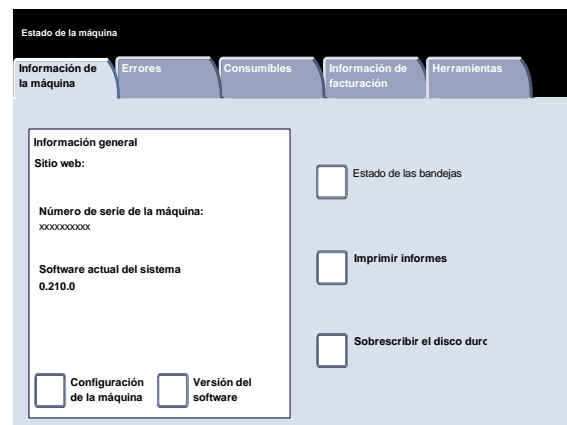 Estado de la máquina
Información de
la máquina
Errores
Consumibles
Información de
facturación
Herramientas
Información general
Sitio web:
Número de serie de la máquina:
xxxxxxxxxx
Software actual del sistema
0.210.0
Configuración
de la máquina
Versión del
software
Estado de las bandejas
Imprimir informes
Sobrescribir el disco duro